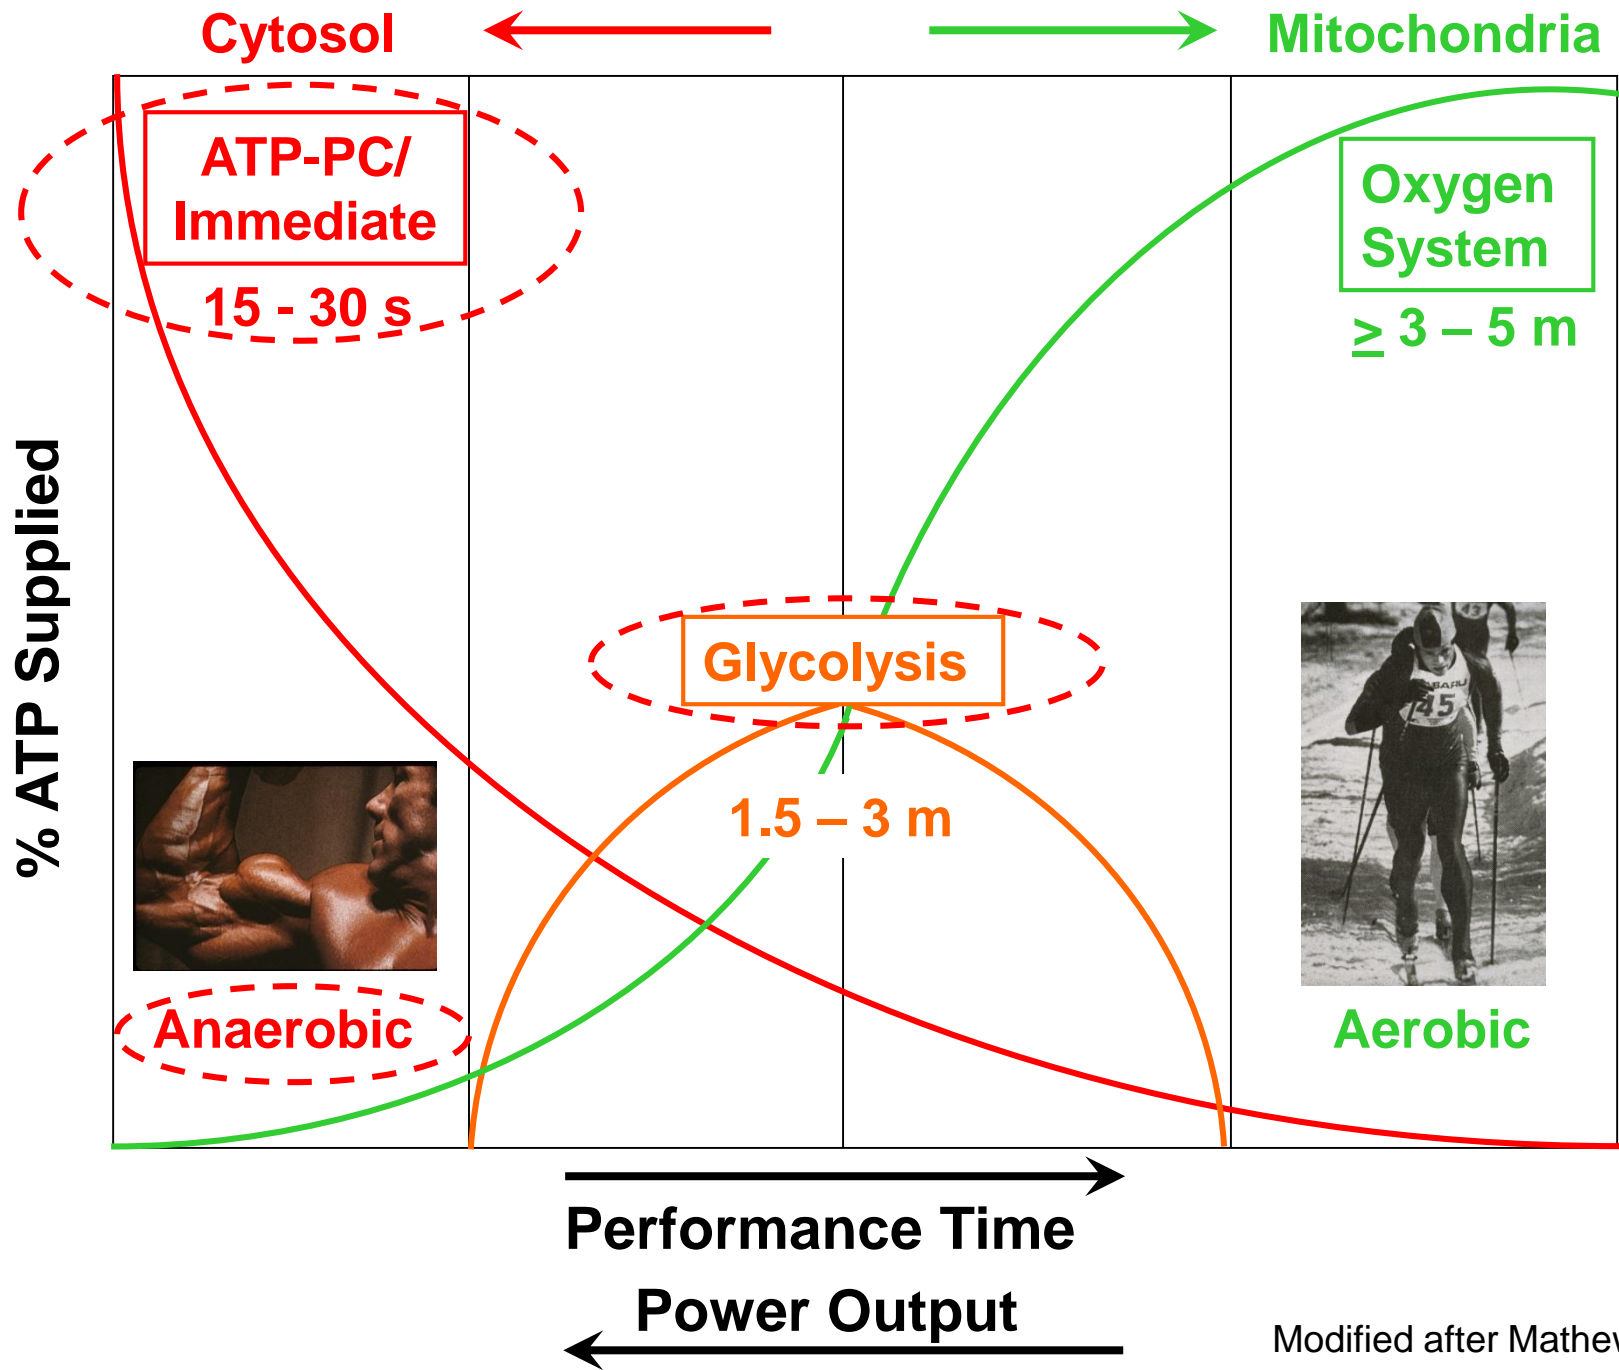 Cytosol
Mitochondria
ATP-PC/
Immediate
15 - 30 s
Oxygen
System
≥ 3 – 5 m
% ATP Supplied
Glycolysis
1.5 – 3 m
45
Anaerobic
Aerobic
Performance Time
Power Output
Modified after